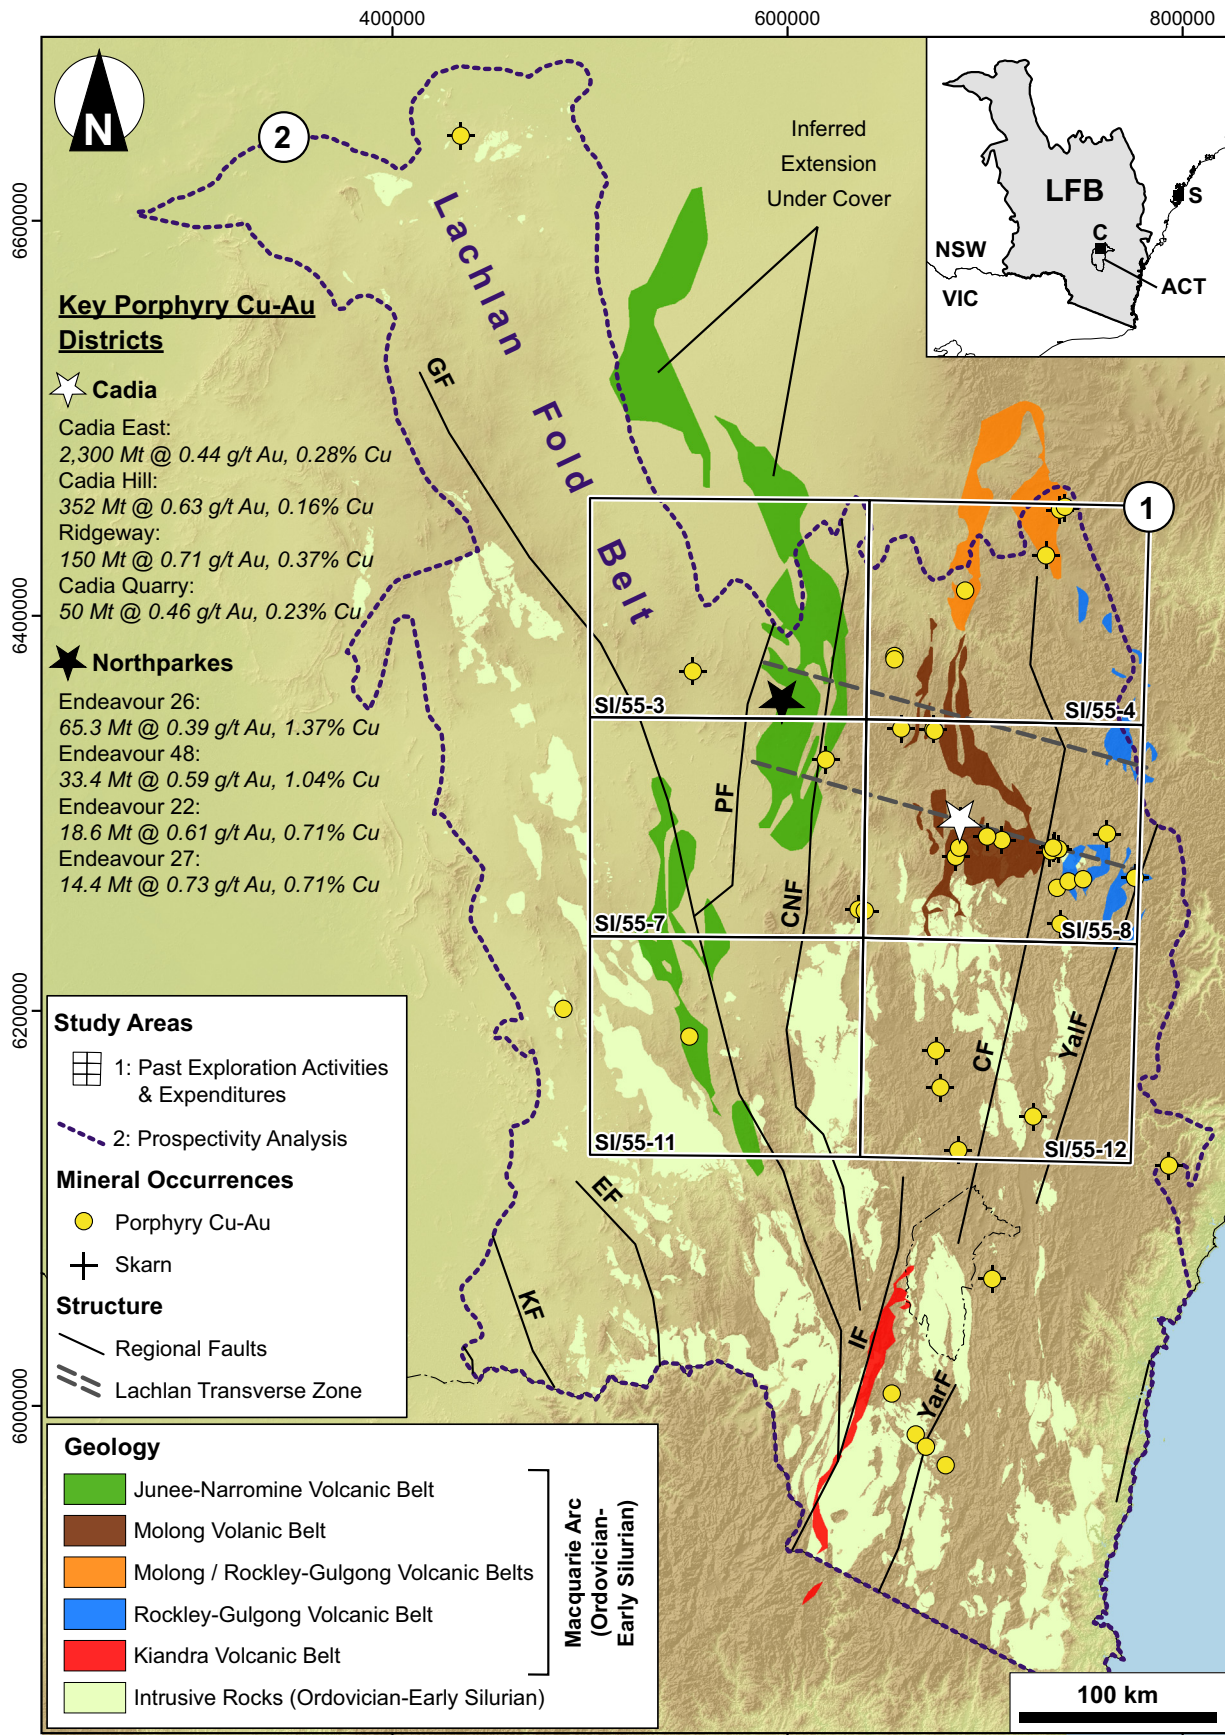 400000
600000
800000
6600000
6400000
6200000
6000000
N
2
Inferred
Extension
Under Cover
LFB
S
C
NSW
VIC
ACT
Lachlan Fold Belt
Key Porphyry Cu-Au
Districts
Cadia
Cadia East:
2,300 Mt @ 0.44 g/t Au, 0.28% Cu
Cadia Hill:
352 Mt @ 0.63 g/t Au, 0.16% Cu
Ridgeway:
150 Mt @ 0.71 g/t Au, 0.37% Cu
Cadia Quarry:
50 Mt @ 0.46 g/t Au, 0.23% Cu
Northparkes
Endeavour 26:
65.3 Mt @ 0.39 g/t Au, 1.37% Cu
Endeavour 48:
33.4 Mt @ 0.59 g/t Au, 1.04% Cu
Endeavour 22:
18.6 Mt @ 0.61 g/t Au, 0.71% Cu
Endeavour 27:
14.4 Mt @ 0.73 g/t Au, 0.71% Cu
GF
1
SI/55-3
SI/55-4
PF
CNF
SI/55-7
SI/55-8
CF
YalF
SI/55-11
SI/55-12
EF
KF
IF
YarF
Study Areas
1: Past Exploration Activities
& Expenditures
2: Prospectivity Analysis
Mineral Occurrences
Porphyry Cu-Au
Skarn
Structure
Regional Faults
Lachlan Transverse Zone
Geology
Junee-Narromine Volcanic Belt
Molong Volanic Belt
Molong / Rockley-Gulgong Volcanic Belts
Rockley-Gulgong Volcanic Belt
Kiandra Volcanic Belt
Intrusive Rocks (Ordovician-Early Silurian)
Macquarie Arc
(Ordovician-
Early Silurian)
100 km